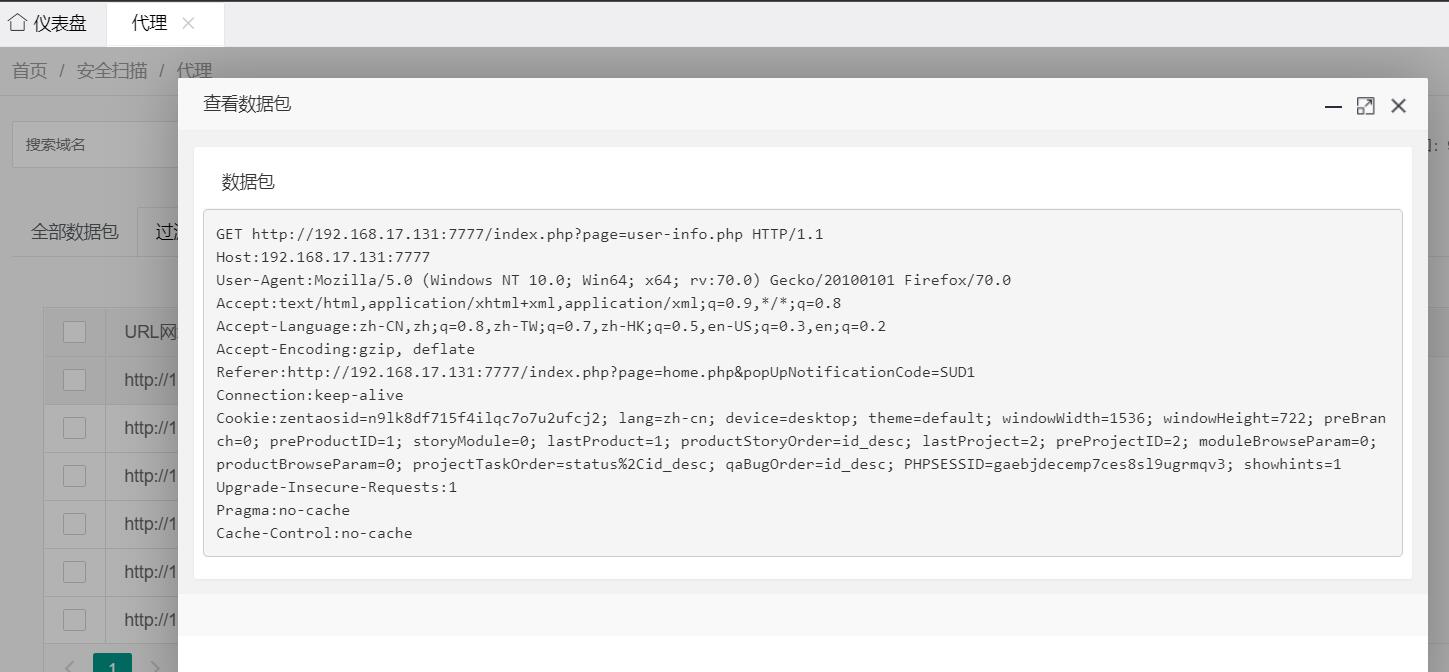 仪表盘
代理
首页 / 安全扫描 / 代理
查看数据包
搜索域名
数据包
全部数据包
GET http://192.168.17.131:7777/index.php?page=user-info.php HTTP/1.1
Host:192.168.17.131:7777
User-Agent:Mozilla/5.0 (Windows NT 10.0; Win64; x64; rv:70.0) Gecko/20100101 Firefox/70.0
Accept:text/html,application/xhtml+xml,application/xml;q=0.9,*/*;q=0.8
Accept-Language:zh-CN,zh;q=0.8,zh-TW;q=0.7,zh-HK;q=0.5,en-US;q=0.3,en;q=0.2
Accept-Encoding:gzip, deflate
Referer:http://192.168.17.131:7777/index.php?page=home.php&popUpNotificationCode=SUD1
Connection:keep-alive
Cookie:zentaosid=n9lk8df715f4ilqc7o7u2ufcj2; lang=zh-cn; device=desktop; theme=default; windowWidth=1536; windowHeight=722; preBran
ch=0; preProductID=1; storyModule=0; lastProduct=1; productStoryOrder=id_desc; lastProject=2; preProjectID=2; moduleBrowseParam=0;
productBrowseParam=0; projectTaskOrder=status%2Cid_desc; qaBugOrder=id_desc; PHPSESSID=gaebjdecemp7ces8sl9ugrmqv3; showhints=1
Upgrade-Insecure-Requests:1
Pragma:no-cache
Cache-Control:no-cache
URL网
http://1
http://1
http://1
http://1
http://1
http://1
1